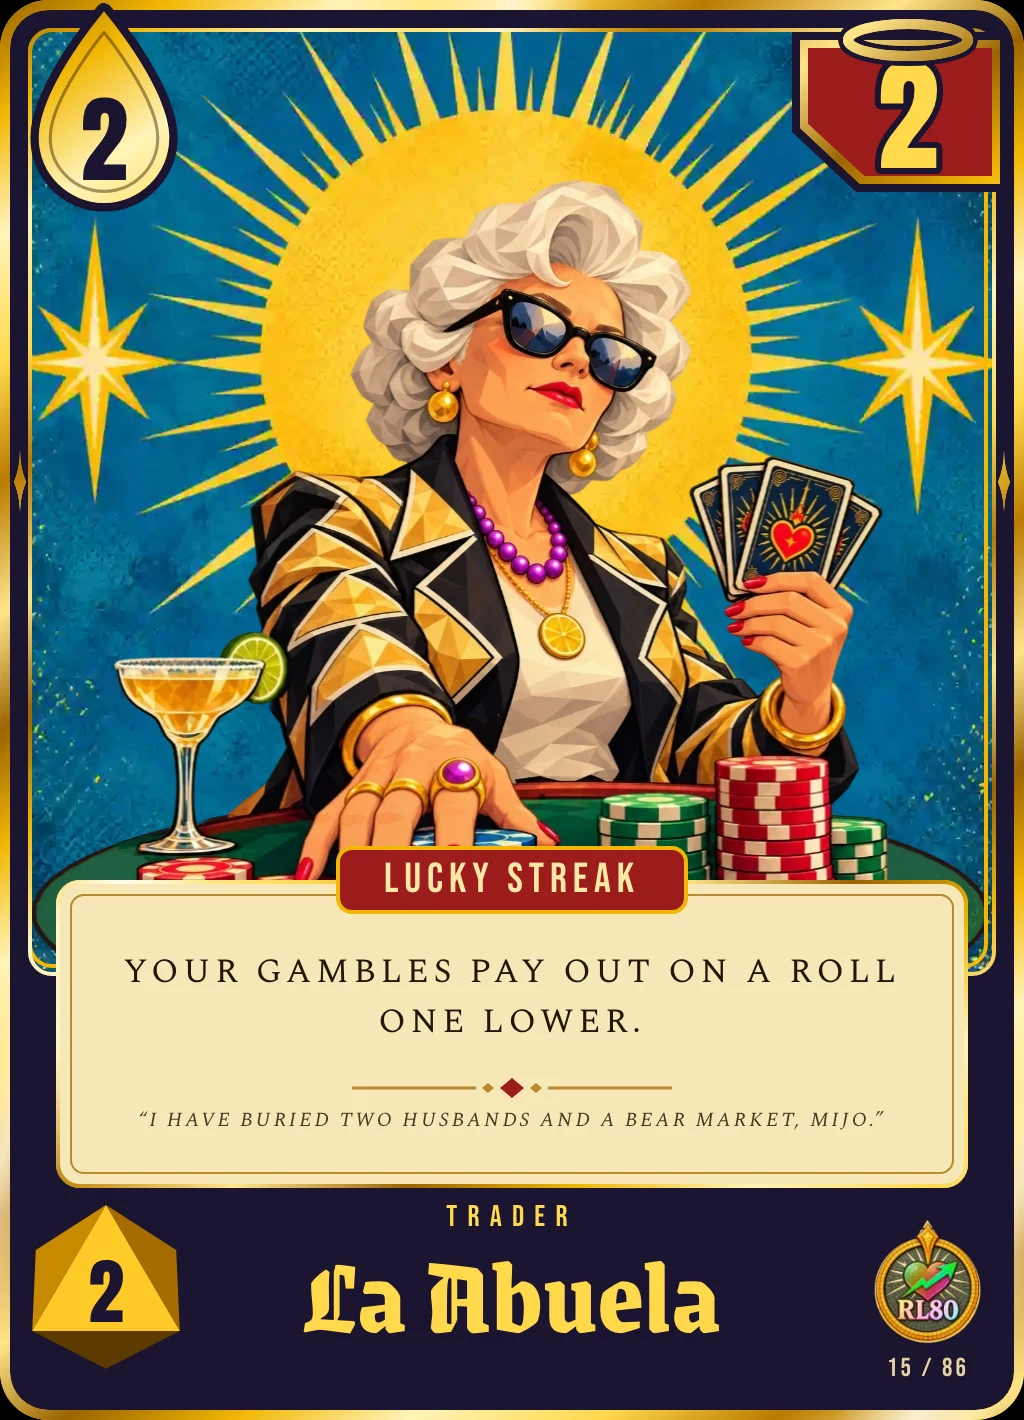 2
2
LUCKY STREAK
YOUR GAMBLES PAY OUT ON A ROLL
ONE LOWER.
“I HAVE BURIED TWO HUSBANDS AND A BEAR MARKET, MIJO.”
TRADER
2
La Abuela
RL80
15 / 86